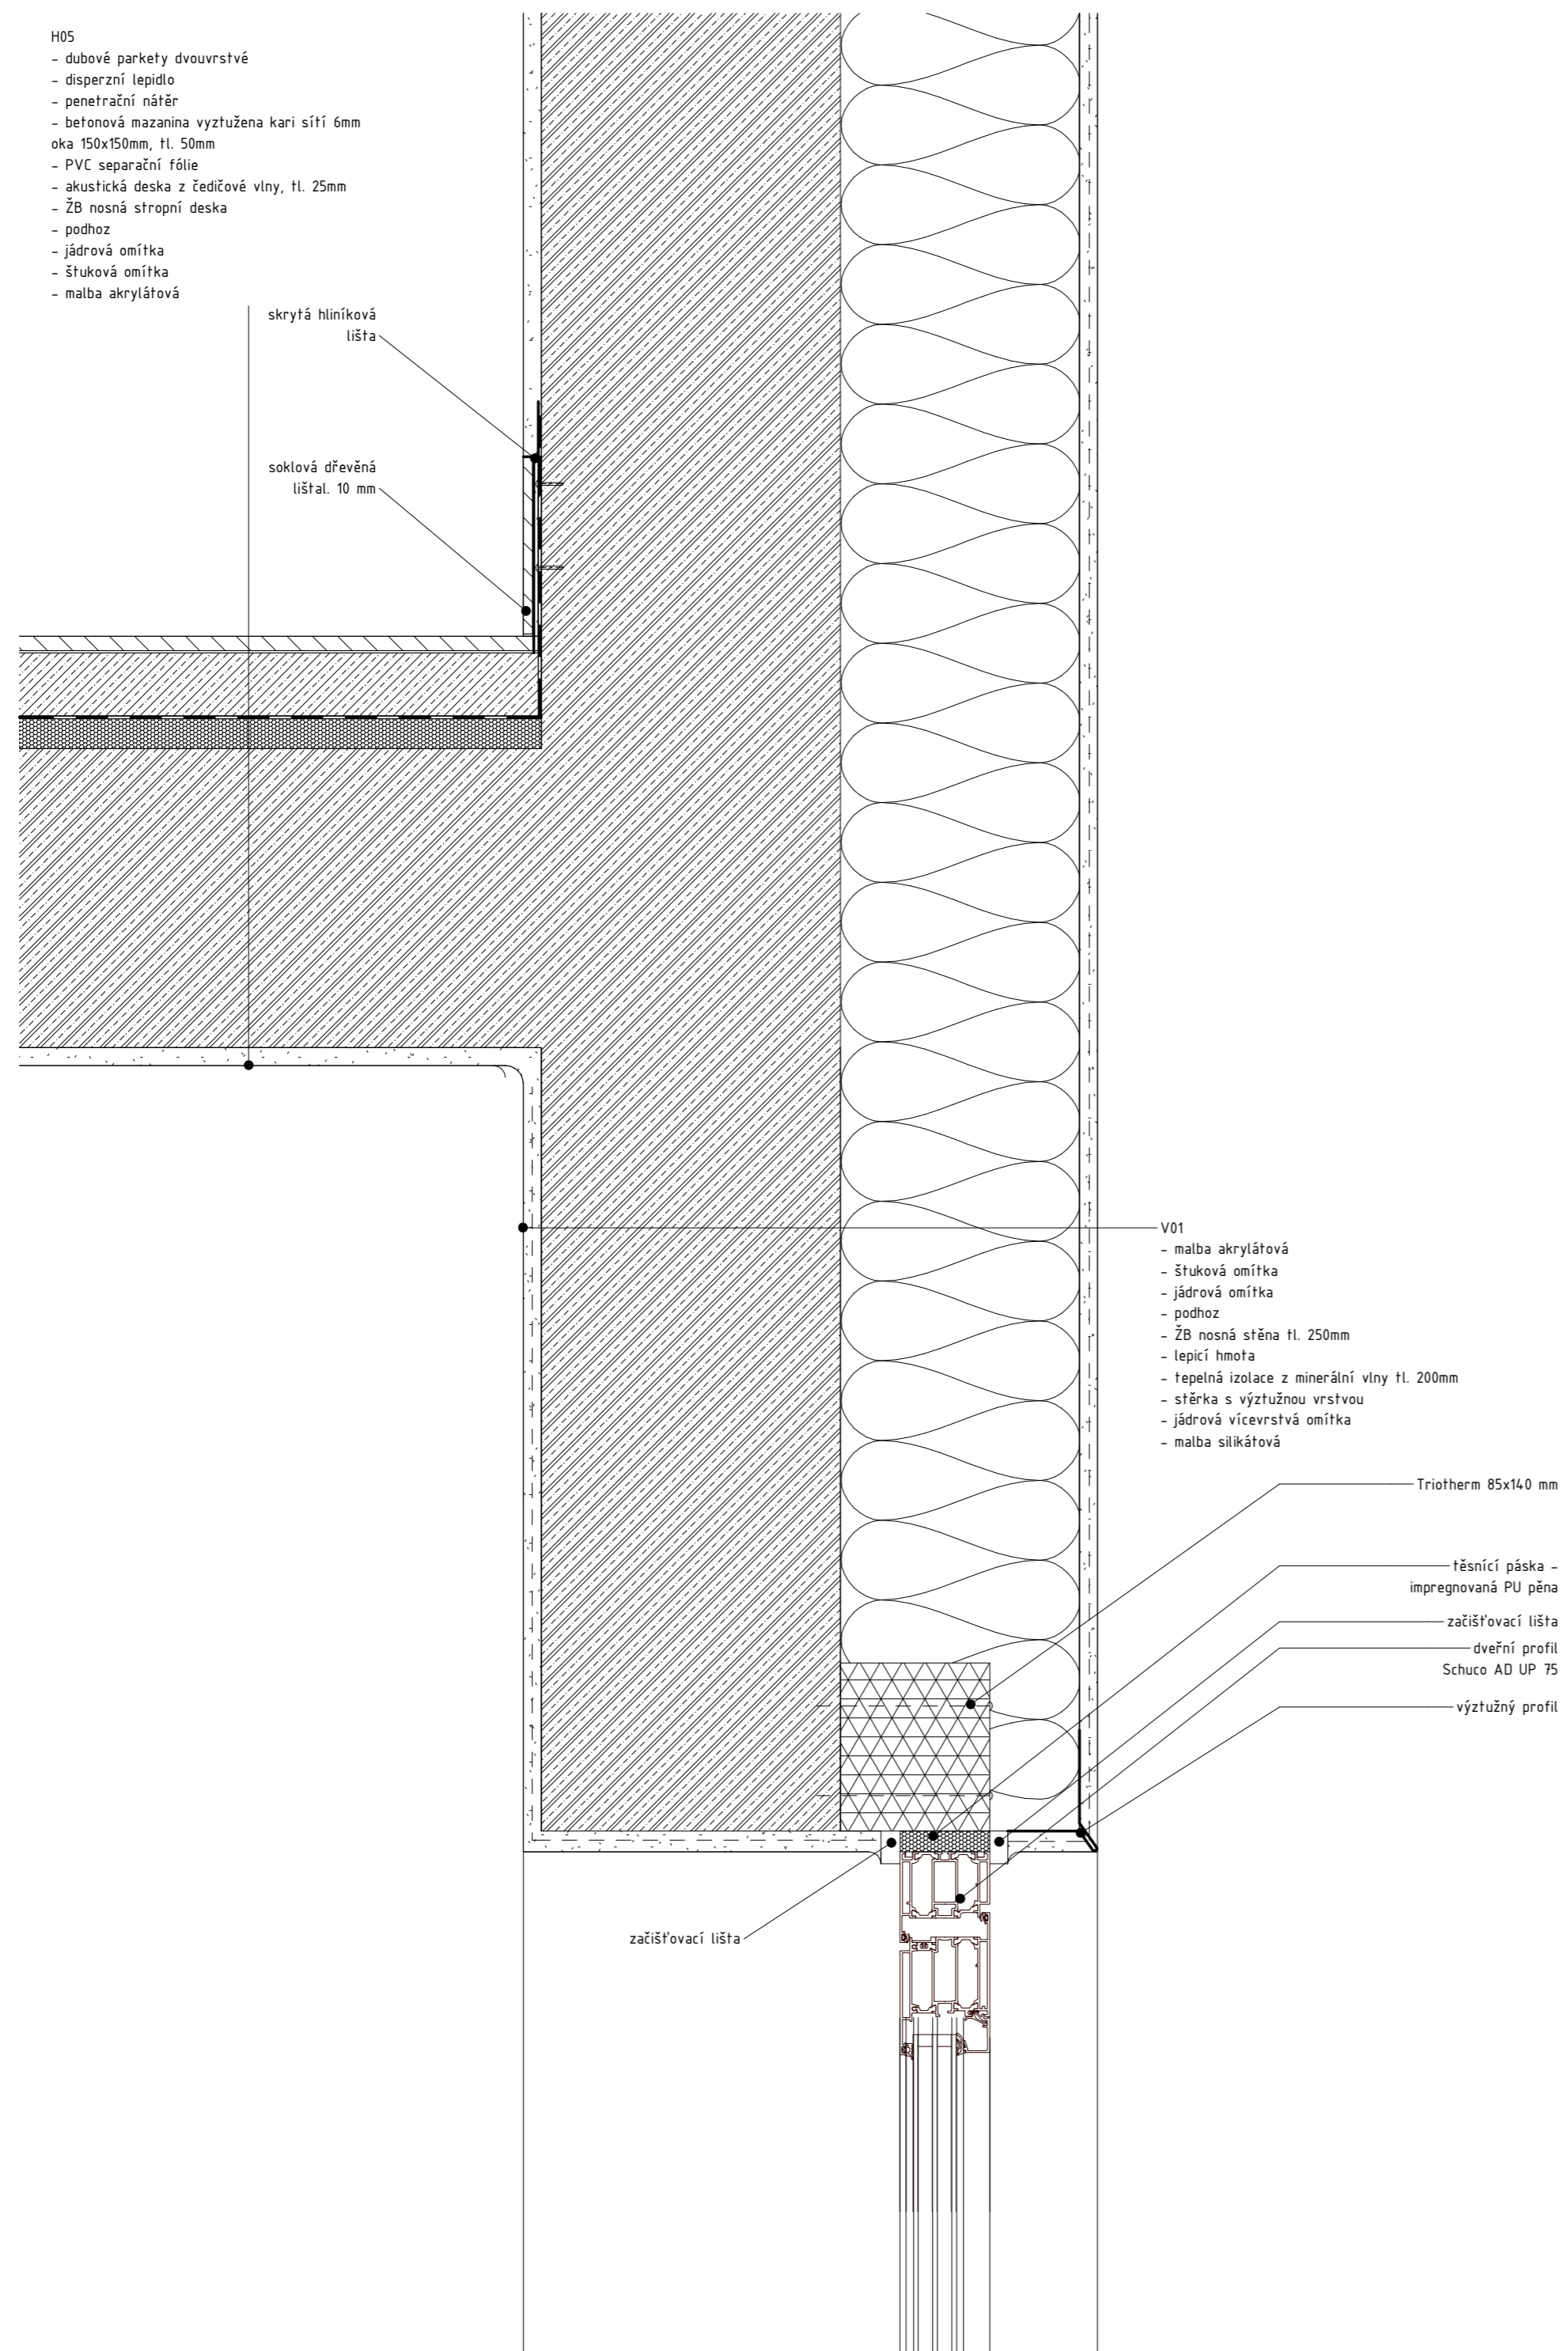 H05
- dubové parkety dvouvrstvé
- disperzní lepidlo
- penetrační nátěr
- betonová mazanina vyztužena kari sítí 6mm
oka 150x150mm, tl. 50mm
- PVC separační fólie
- akustická deska z čedičové vlny, tl. 25mm
- ŽB nosná stropní deska
- podhoz
- jádrová omítka
- štuková omítka
- malba akrylátová
skrytá hliníková
lišta
soklová dřevěná
lištal. 10 mm
V01
- malba akrylátová
- štuková omítka
- jádrová omítka
- podhoz
- ŽB nosná stěna tl. 250mm
- lepicí hmota
- tepelná izolace z minerální vlny tl. 200mm
- stěrka s výztužnou vrstvou
- jádrová vícevrstvá omítka
- malba silikátová
Triotherm 85x140 mm
těsnící páska -
impregnovaná PU pěna
začišťovací lišta
dveřní profil
Schuco AD UP 75
výztužný profil
začišťovací lišta